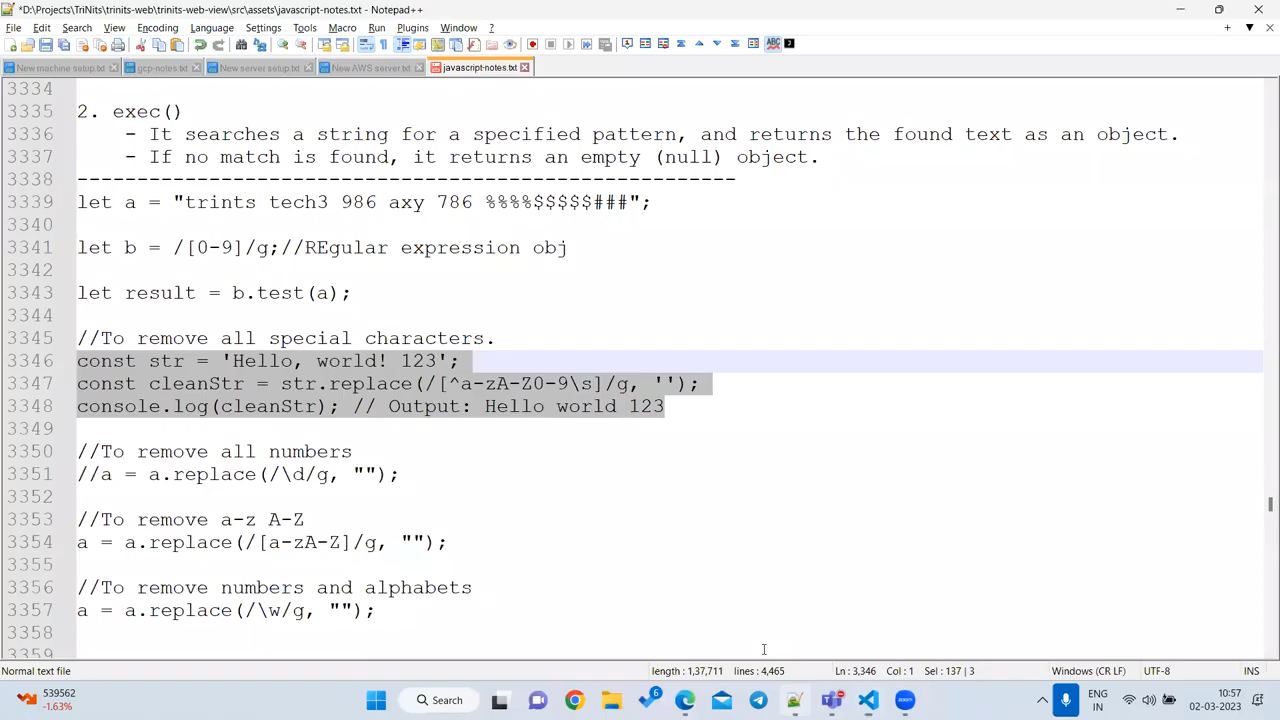 *D:\Projects\TriNits\trinits-web\trinits-web-view\src\assets\javascript-notes.txt - Notepad++
File Edit Search View Encoding Language Settings Tools Macro Run Plugins Window ?
New machine setup.txt gcp-notes.txt New server setup.txt New AWS server.txt javascript-notes.txt
3334
3335 2. exec()
3336 - It searches a string for a specified pattern, and returns the found text as an object.
3337 - If no match is found, it returns an empty (null) object.
3338 -------------------------------------------------------
3339 let a = "trints tech3 986 axy 786 %%%%$$$$$###";
3340
3341 let b = /[0-9]/g;//REgular expression obj
3342
3343 let result = b.test(a);
3344
3345 //To remove all special characters.
3346 const str = 'Hello, world! 123';
3347 const cleanStr = str.replace(/[^a-zA-Z0-9\s]/g, '');
3348 console.log(cleanStr); // Output: Hello world 123
3349
3350 //To remove all numbers
3351 //a = a.replace(/\d/g, "");
3352
3353 //To remove a-z A-Z
3354 a = a.replace(/[a-zA-Z]/g, "");
3355
3356 //To remove numbers and alphabets
3357 a = a.replace(/\w/g, "");
3358
3359
Normal text file length : 1,37,711 lines : 4,465 Ln : 3,346 Col : 1 Sel : 137 | 3 Windows (CR LF) UTF-8 INS
539562
-1.63%
Search
6
zoom
ENG
IN
10:57
02-03-2023